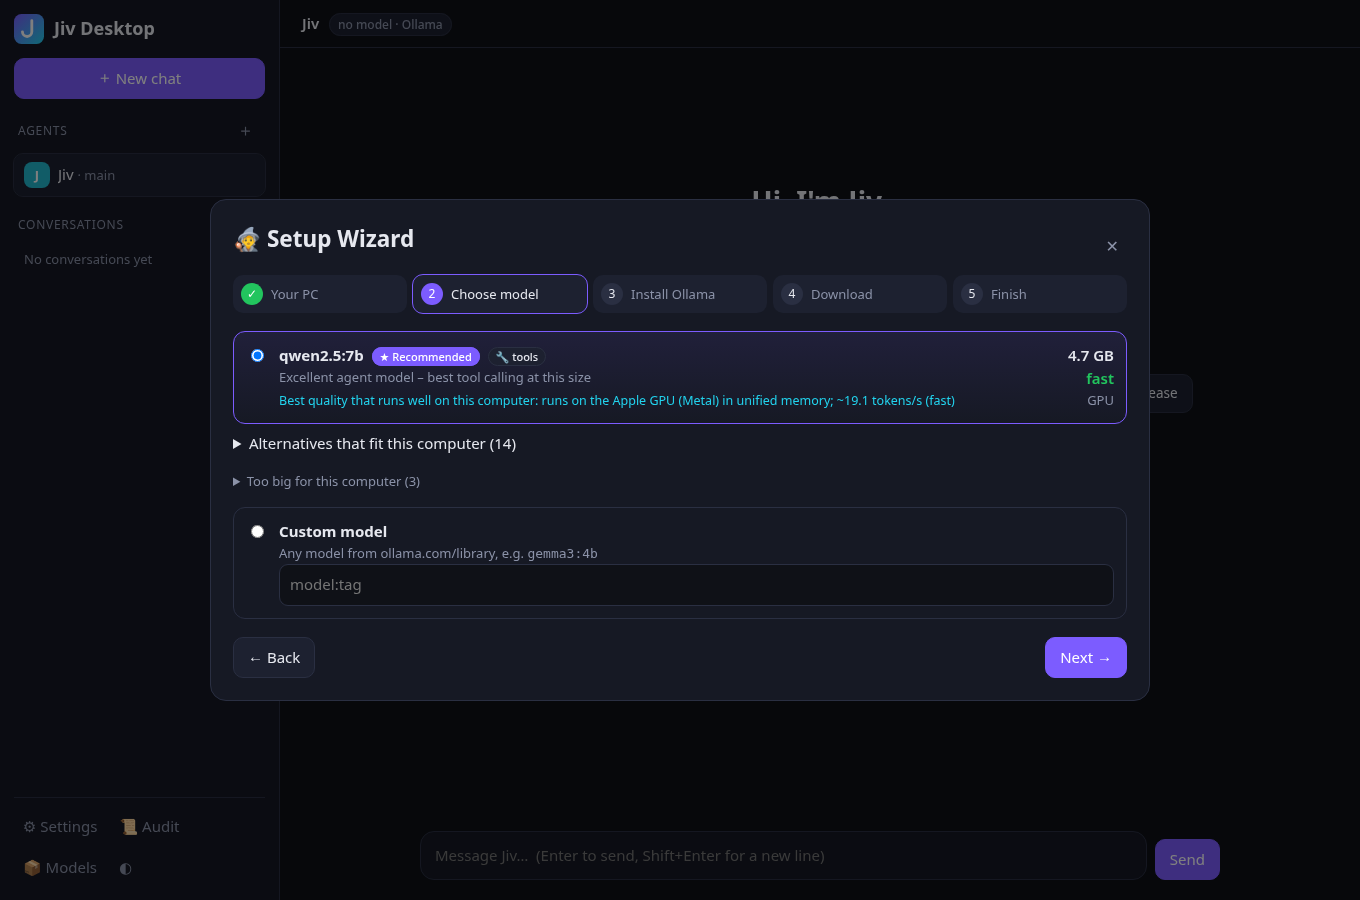 Jiv Desktop
+ New chat
AGENTS +
J Jiv · main
CONVERSATIONS
No conversations yet
⚙ Settings
📜 Audit
📦 Models
◐
Jiv no model · Ollama
Hi, I'm Jiv
🧙 Setup Wizard
×
✓ Your PC
2 Choose model
3 Install Ollama
4 Download
5 Finish
qwen2.5:7b ★ Recommended 🔧 tools 4.7 GB
Excellent agent model – best tool calling at this size fast
Best quality that runs well on this computer: runs on the Apple GPU (Metal) in unified memory; ~19.1 tokens/s (fast) GPU
▶ Alternatives that fit this computer (14)
▶ Too big for this computer (3)
Custom model
Any model from ollama.com/library, e.g. gemma3:4b
model:tag
← Back
Next →
Message Jiv… (Enter to send, Shift+Enter for a new line)
Send